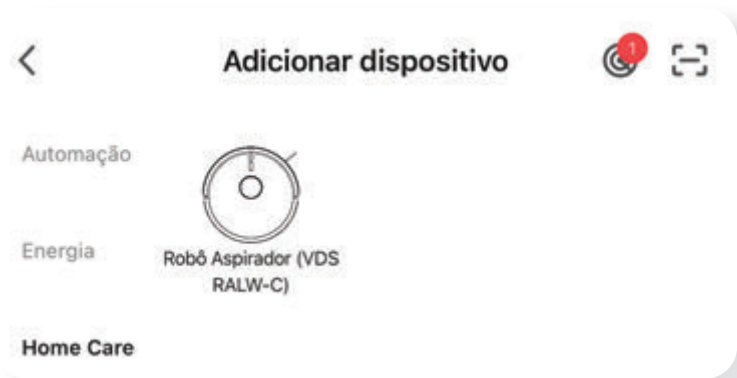 Adicionar dispositivo
1
Automação
Energia
Robô Aspirador (VDS
RALW-C)
Home Care